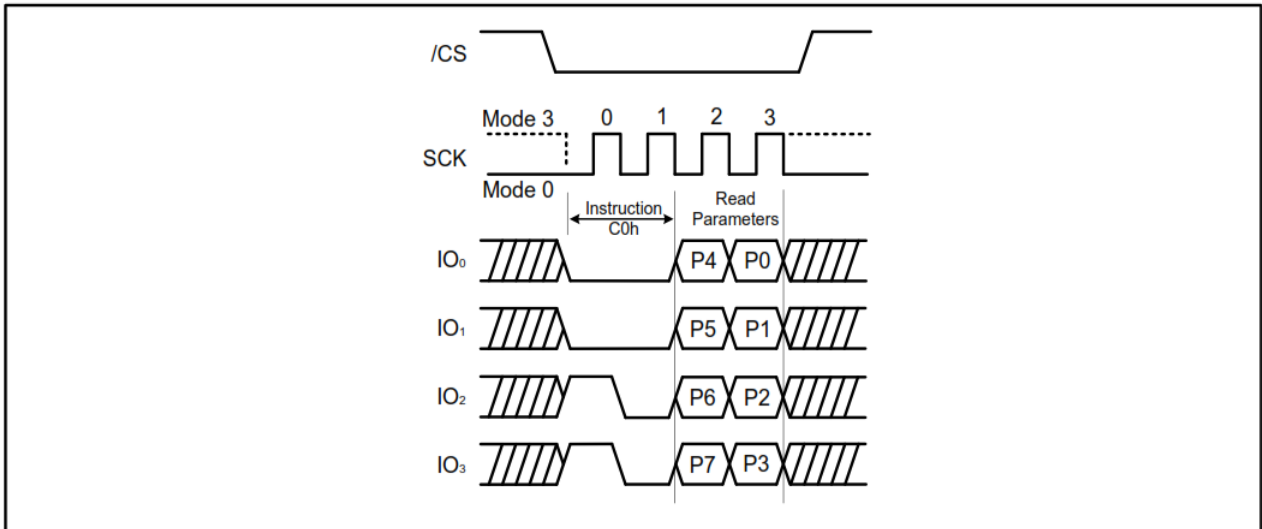 /CS
Mode 3 0 1 2 3
SCK
Mode 0
Instruction
C0h
Read
Parameters
IO₀ P4 P0
IO₁ P5 P1
IO₂ P6 P2
IO₃ P7 P3